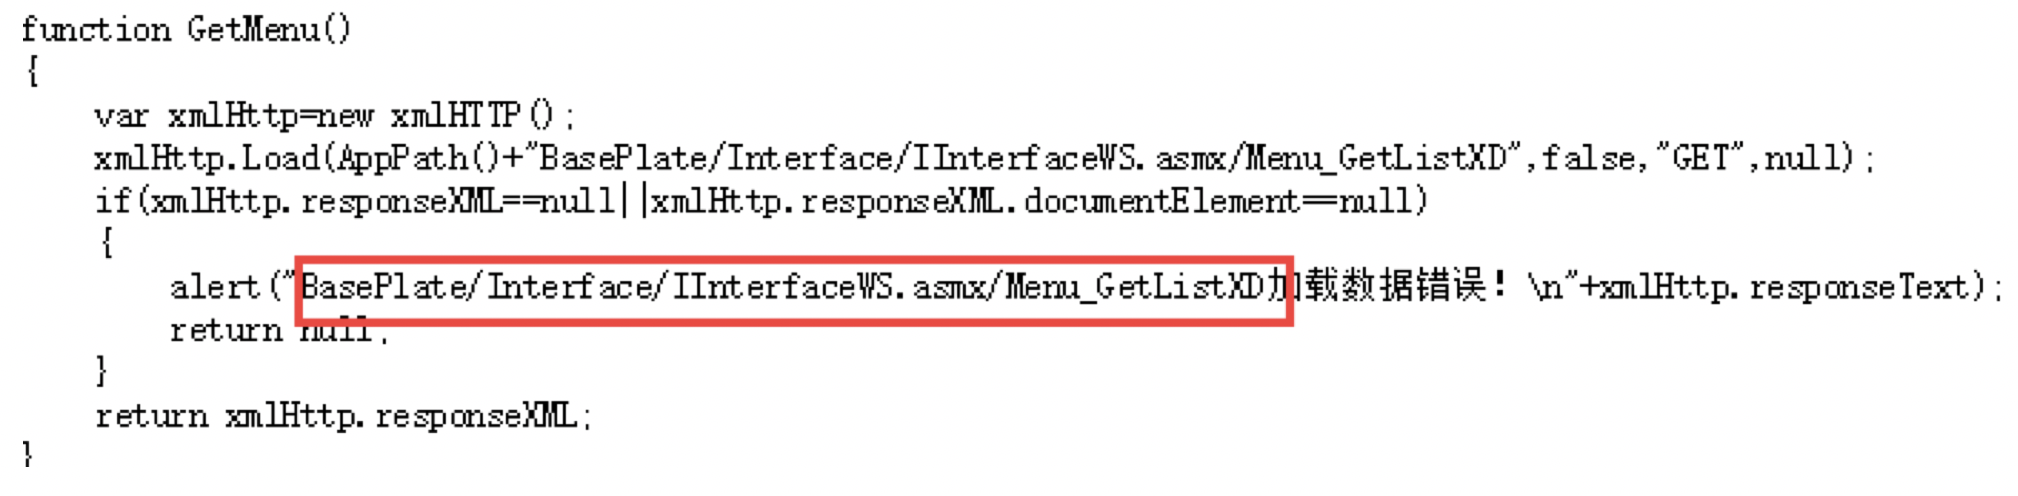 function GetMenu()
{
var xmlHttp=new xmlHTTP();
xmlHttp.Load(AppPath()+"BasePlate/Interface/IInterfaceWS.asmx/Menu_GetListXD",false,"GET",null);
if(xmlHttp.responseXML==null||xmlHttp.responseXML.documentElement==null)
{
alert("BasePlate/Interface/IInterfaceWS.asmx/Menu_GetListXD加载数据错误！\n"+xmlHttp.responseText);
return null;
}
return xmlHttp.responseXML;
}